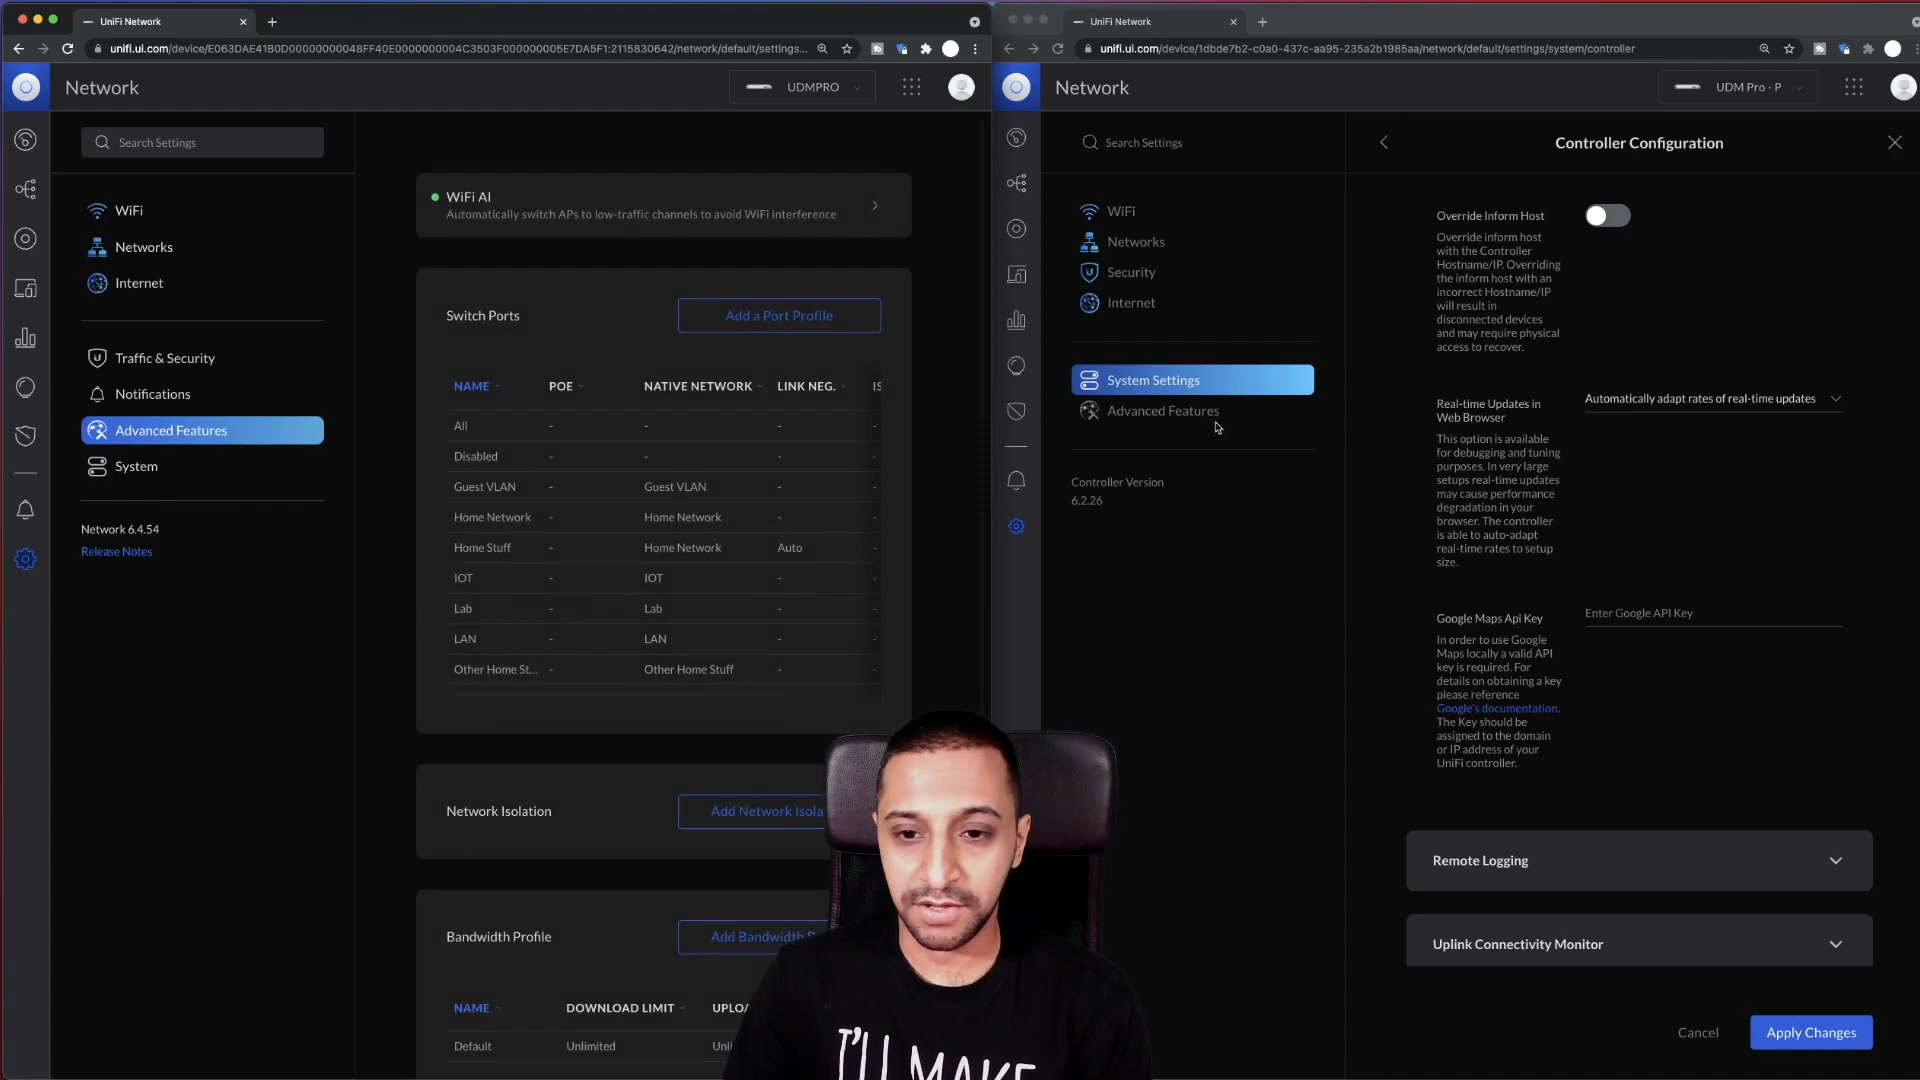 UniFi Network
unifi.ui.com/device/E063DAE41B0D00000000048FF40E0000000004C3503F000000005E7DA5F1:2115830642/network/default/settings...
Network
UDMPRO
Search Settings
WiFi
Networks
Internet
Traffic & Security
Notifications
Advanced Features
System
Network 6.4.54
Release Notes
WiFi AI
Automatically switch APs to low-traffic channels to avoid WiFi interference
Switch Ports
Add a Port Profile
NAME POE NATIVE NETWORK LINK NEG. IS
All - - - -
Disabled - - - -
Guest VLAN - Guest VLAN - -
Home Network - Home Network - -
Home Stuff - Home Network Auto -
IOT - IOT - -
Lab - Lab - -
LAN - LAN - -
Other Home St... - Other Home Stuff - -
Network Isolation
Add Network Isola
Bandwidth Profile
Add Bandwidth P
NAME DOWNLOAD LIMIT UPLOA
Default Unlimited Unli
UniFi Network
unifi.ui.com/device/1dbde7b2-c0a0-437c-aa95-235a2b1985aa/network/default/settings/system/controller
Network
UDM Pro - P
Search Settings
WiFi
Networks
Security
Internet
System Settings
Advanced Features
Controller Version
6.2.26
Controller Configuration
Override Inform Host
Override inform host
with the Controller
Hostname/IP. Overriding
the inform host with an
incorrect Hostname/IP
will result in
disconnected devices
and may require physical
access to recover.
Real-time Updates in
Web Browser
Automatically adapt rates of real-time updates
This option is available
for debugging and tuning
purposes. In very large
setups real-time updates
may cause performance
degradation in your
browser. The controller
is able to auto-adapt
real-time rates to setup
size.
Google Maps Api Key
Enter Google API Key
In order to use Google
Maps locally a valid API
key is required. For
details on obtaining a key
please reference
Google's documentation.
The Key should be
assigned to the domain
or IP address of your
UniFi controller.
Remote Logging
Uplink Connectivity Monitor
Cancel
Apply Changes
I'LL MAKE